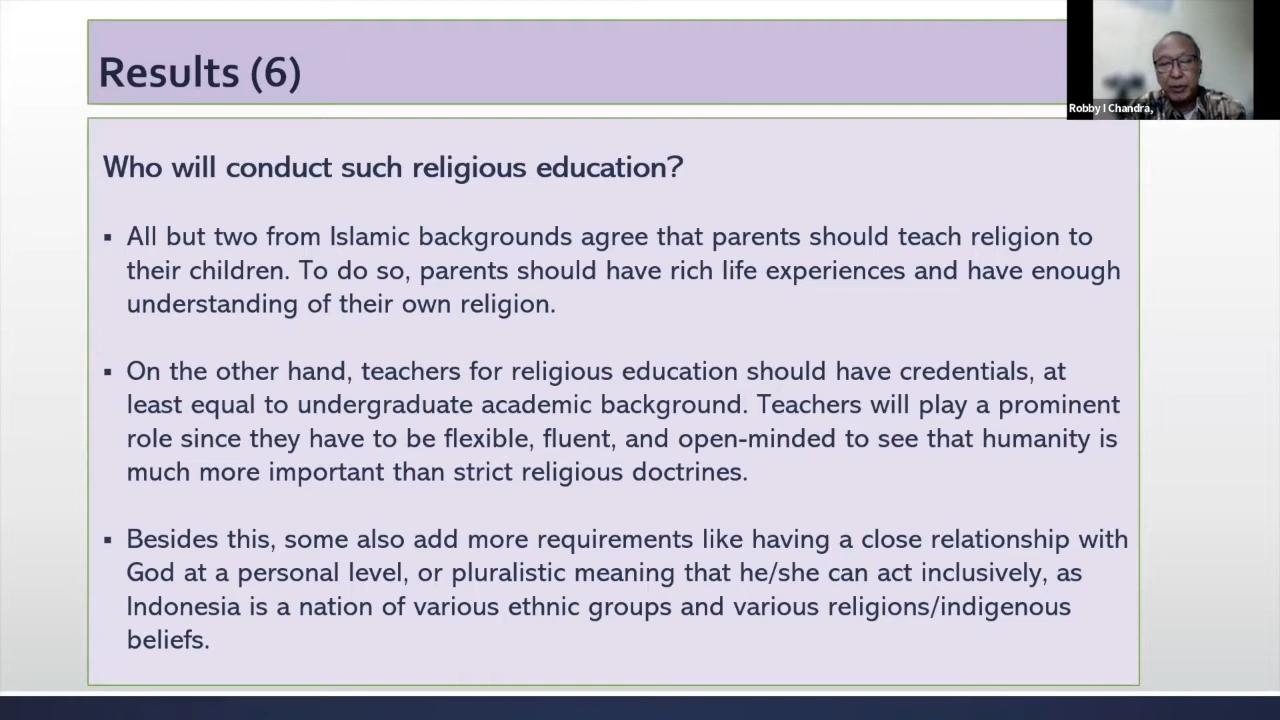 Results (6)
Robby I Chandra,
Who will conduct such religious education?
▪ All but two from Islamic backgrounds agree that parents should teach religion to
their children. To do so, parents should have rich life experiences and have enough
understanding of their own religion.
▪ On the other hand, teachers for religious education should have credentials, at
least equal to undergraduate academic background. Teachers will play a prominent
role since they have to be flexible, fluent, and open-minded to see that humanity is
much more important than strict religious doctrines.
▪ Besides this, some also add more requirements like having a close relationship with
God at a personal level, or pluralistic meaning that he/she can act inclusively, as
Indonesia is a nation of various ethnic groups and various religions/indigenous
beliefs.